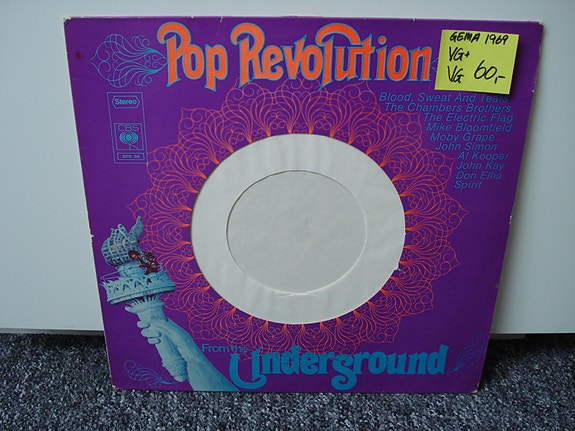 Pop Revolution
GEMA 1969
VG+
VG 60,-
Stereo
CBS
Blood, Sweat And Tears
The Chambers Brothers
The Electric Flag
Mike Bloomfield
Moby Grape
John Simon
Al Kooper
John Kay
Don Ellis
Spirit
From the
Underground